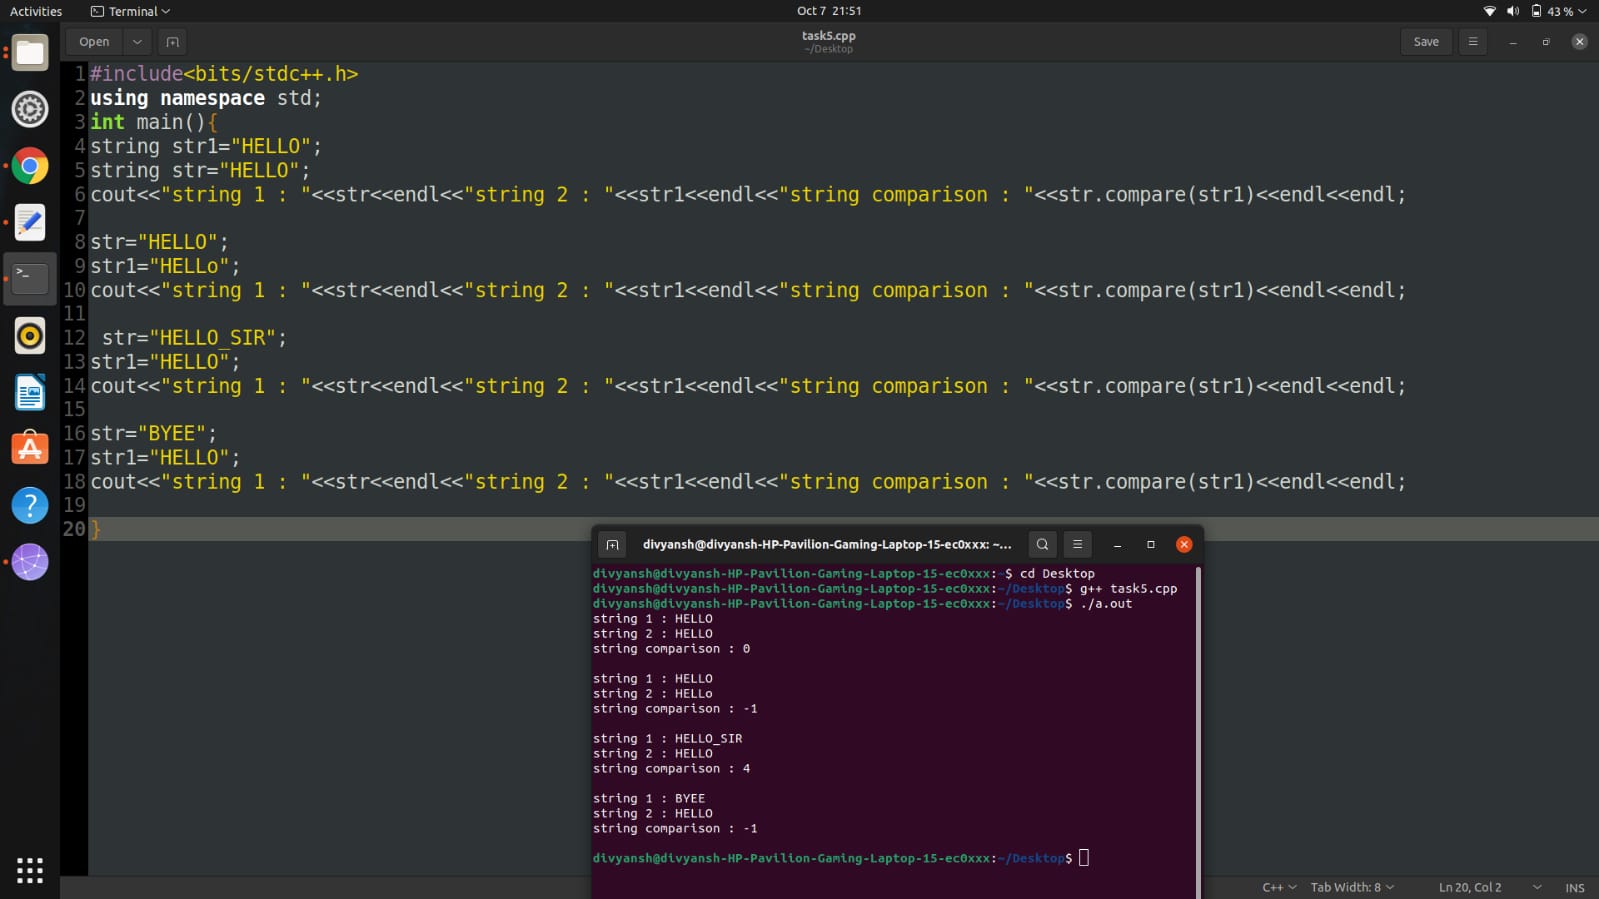 Activities Terminal Oct 7 21:51 43 %
Open task5.cpp Save
~/Desktop
1 #include<bits/stdc++.h>
2 using namespace std;
3 int main(){
4 string str1="HELLO";
5 string str="HELLO";
6 cout<<"string 1 : "<<str<<endl<<"string 2 : "<<str1<<endl<<"string comparison : "<<str.compare(str1)<<endl<<endl;
7
8 str="HELLO";
9 str1="HELLo";
10 cout<<"string 1 : "<<str<<endl<<"string 2 : "<<str1<<endl<<"string comparison : "<<str.compare(str1)<<endl<<endl;
11
12  str="HELLO_SIR";
13 str1="HELLO";
14 cout<<"string 1 : "<<str<<endl<<"string 2 : "<<str1<<endl<<"string comparison : "<<str.compare(str1)<<endl<<endl;
15
16 str="BYEE";
17 str1="HELLO";
18 cout<<"string 1 : "<<str<<endl<<"string 2 : "<<str1<<endl<<"string comparison : "<<str.compare(str1)<<endl<<endl;
19
20 }
divyansh@divyansh-HP-Pavilion-Gaming-Laptop-15-ec0xxx: ~...
divyansh@divyansh-HP-Pavilion-Gaming-Laptop-15-ec0xxx:~$ cd Desktop
divyansh@divyansh-HP-Pavilion-Gaming-Laptop-15-ec0xxx:~/Desktop$ g++ task5.cpp
divyansh@divyansh-HP-Pavilion-Gaming-Laptop-15-ec0xxx:~/Desktop$ ./a.out
string 1 : HELLO
string 2 : HELLO
string comparison : 0
string 1 : HELLO
string 2 : HELLo
string comparison : -1
string 1 : HELLO_SIR
string 2 : HELLO
string comparison : 4
string 1 : BYEE
string 2 : HELLO
string comparison : -1
divyansh@divyansh-HP-Pavilion-Gaming-Laptop-15-ec0xxx:~/Desktop$
C++ Tab Width: 8 Ln 20, Col 2 INS